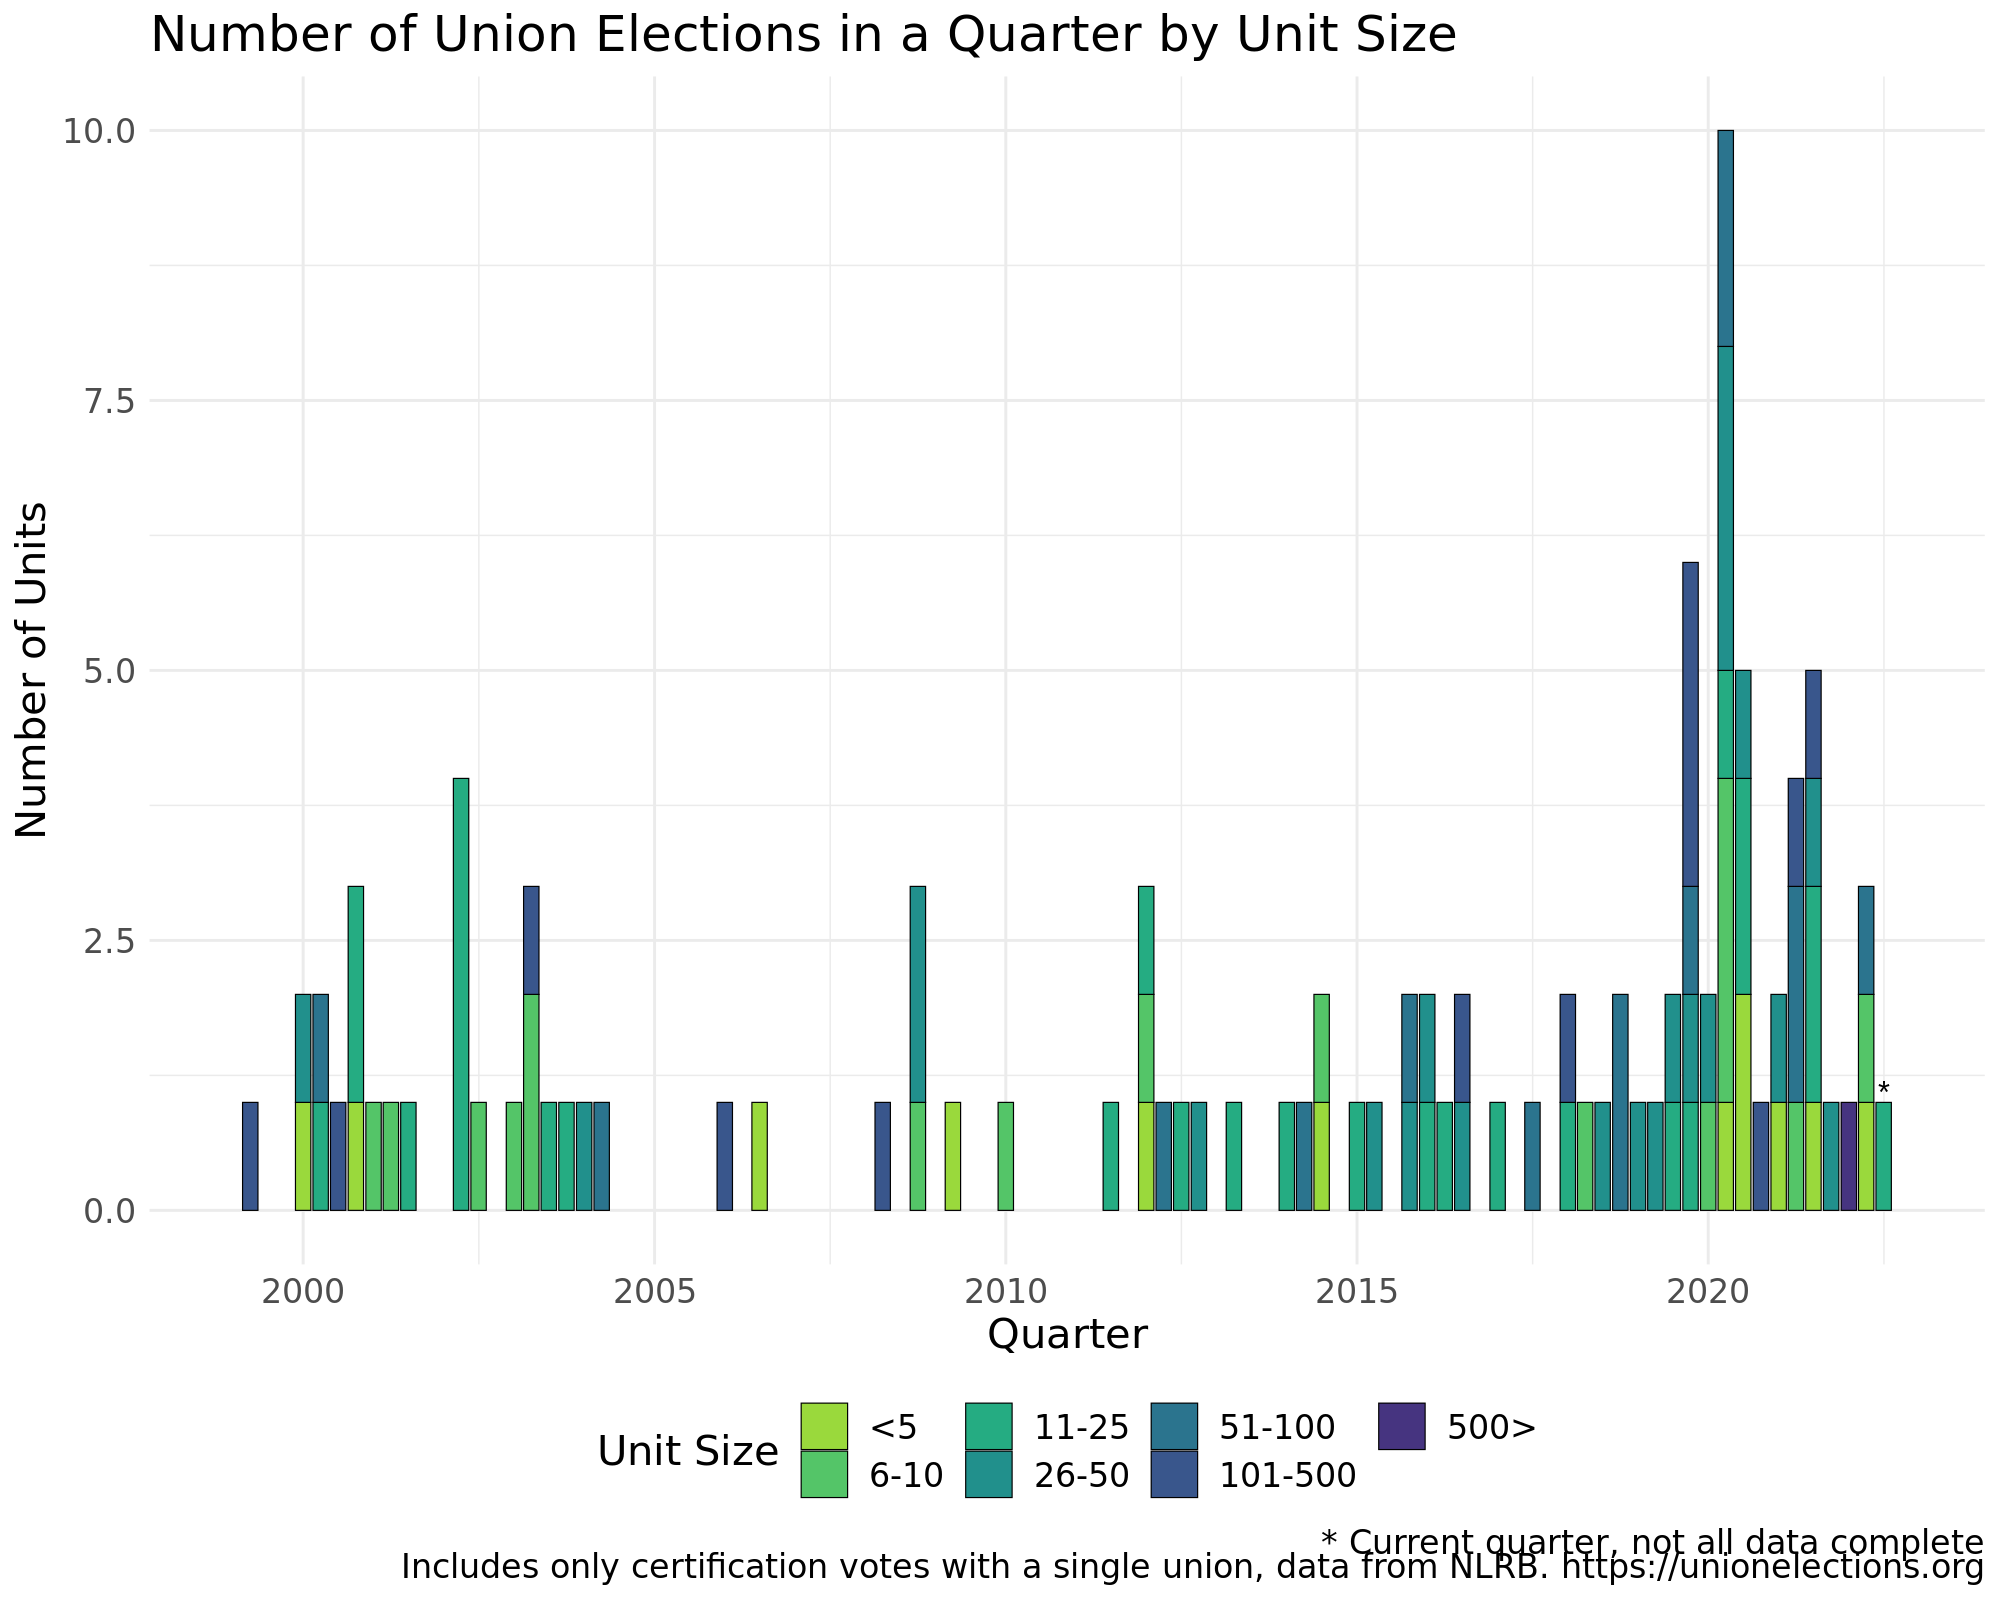 Number of Union Elections in a Quarter by Unit Size
10.0
7.5
5.0
2.5
0.0
Number of Units
*
2000 2005 2010 2015 2020
Quarter
Unit Size
<5 11-25 51-100 500>
6-10 26-50 101-500
* Current quarter, not all data complete
Includes only certification votes with a single union, data from NLRB. https://unionelections.org